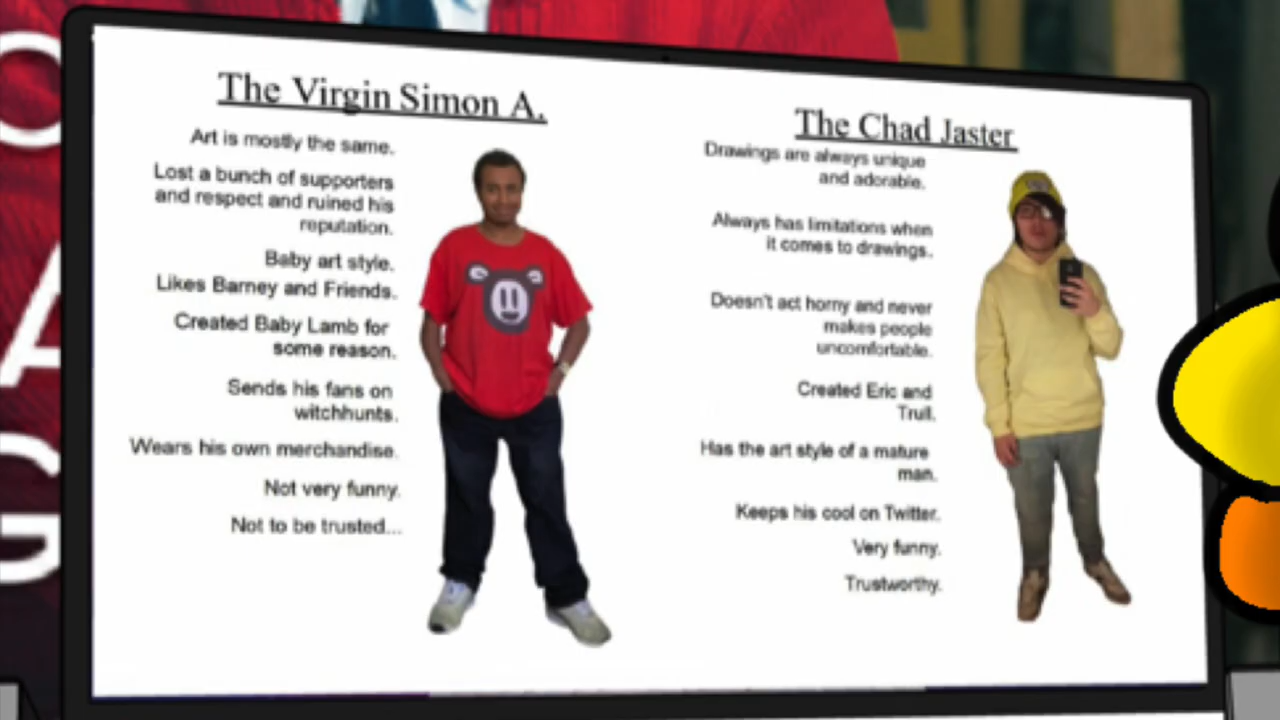 The Virgin Simon A.
Art is mostly the same.
Lost a bunch of supporters
and respect and ruined his
reputation.
Baby art style.
Likes Barney and Friends.
Created Baby Lamb for
some reason.
Sends his fans on
witchhunts.
Wears his own merchandise.
Not very funny.
Not to be trusted...
The Chad Jaster
Drawings are always unique
and adorable.
Always has limitations when
it comes to drawings.
Doesn't act horny and never
makes people
uncomfortable.
Created Eric and
Trull.
Has the art style of a mature
man.
Keeps his cool on Twitter.
Very funny.
Trustworthy.
A
G